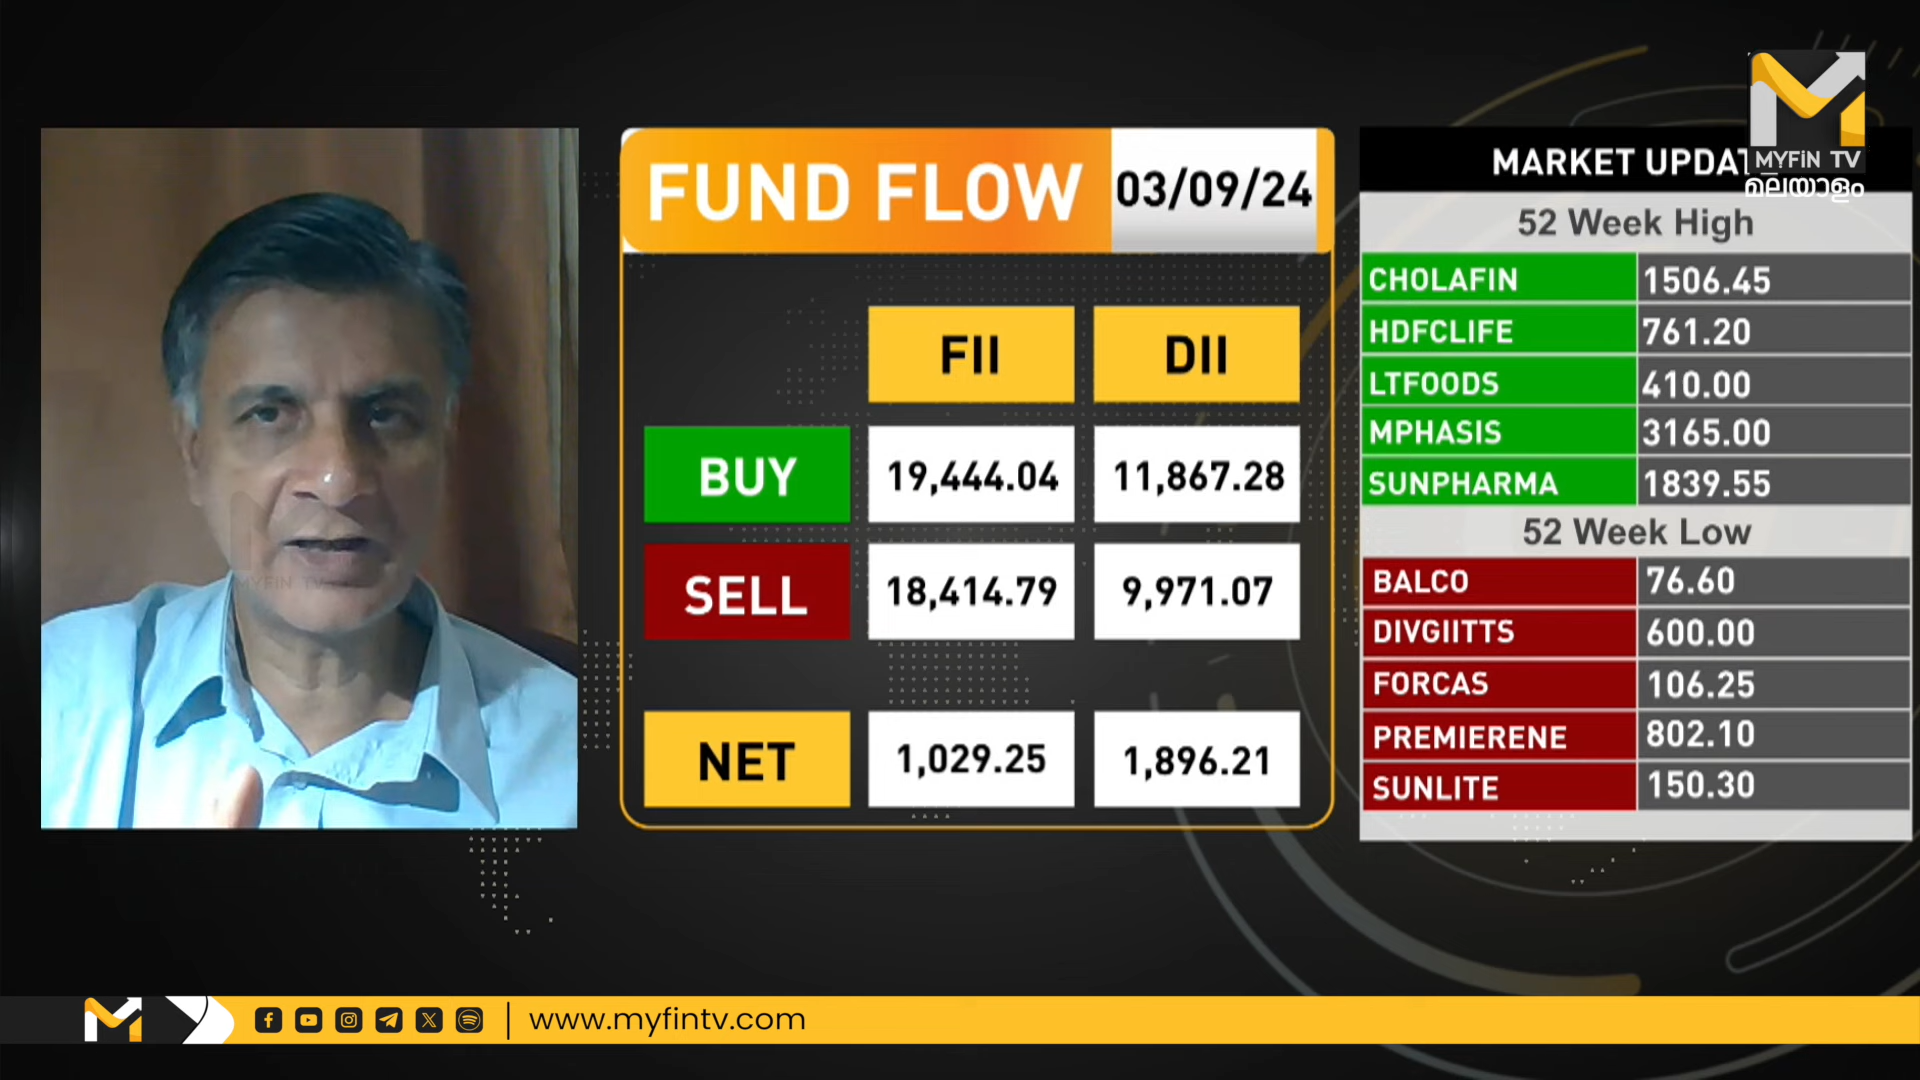 MYFIN TV
മലയാളം
FUND FLOW 03/09/24
FII DII
BUY 19,444.04 11,867.28
SELL 18,414.79 9,971.07
NET 1,029.25 1,896.21
MARKET UPDAT
52 Week High
CHOLAFIN 1506.45
HDFCLIFE 761.20
LTFOODS 410.00
MPHASIS 3165.00
SUNPHARMA 1839.55
52 Week Low
BALCO 76.60
DIVGIITTS 600.00
FORCAS 106.25
PREMIERENE 802.10
SUNLITE 150.30
MYFIN TV
www.myfintv.com